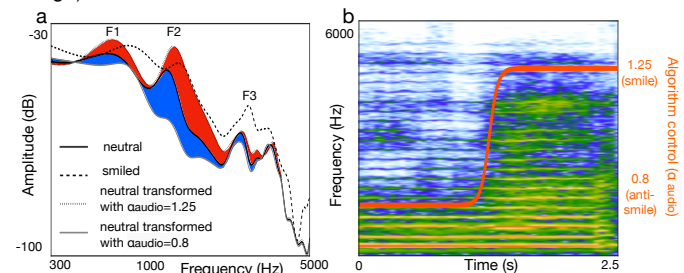 a
-30
F1
F2
F3
Amplitude (dB)
neutral
smiled
neutral transformed
with αaudio=1.25
neutral transformed
with αaudio=0.8
-100
300
1000
Frequency (Hz)
5000
b
6000
Frequency (Hz)
0
Time (s)
2.5
1.25
(smile)
0.8
(anti-
smile)
Algorithm control (α audio)